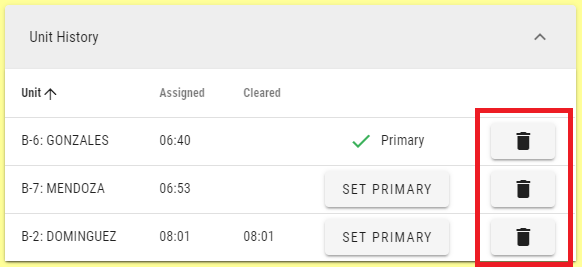 Unit History
Unit Assigned Cleared
B-6: GONZALES 06:40 Primary
B-7: MENDOZA 06:53 SET PRIMARY
B-2: DOMINGUEZ 08:01 08:01 SET PRIMARY